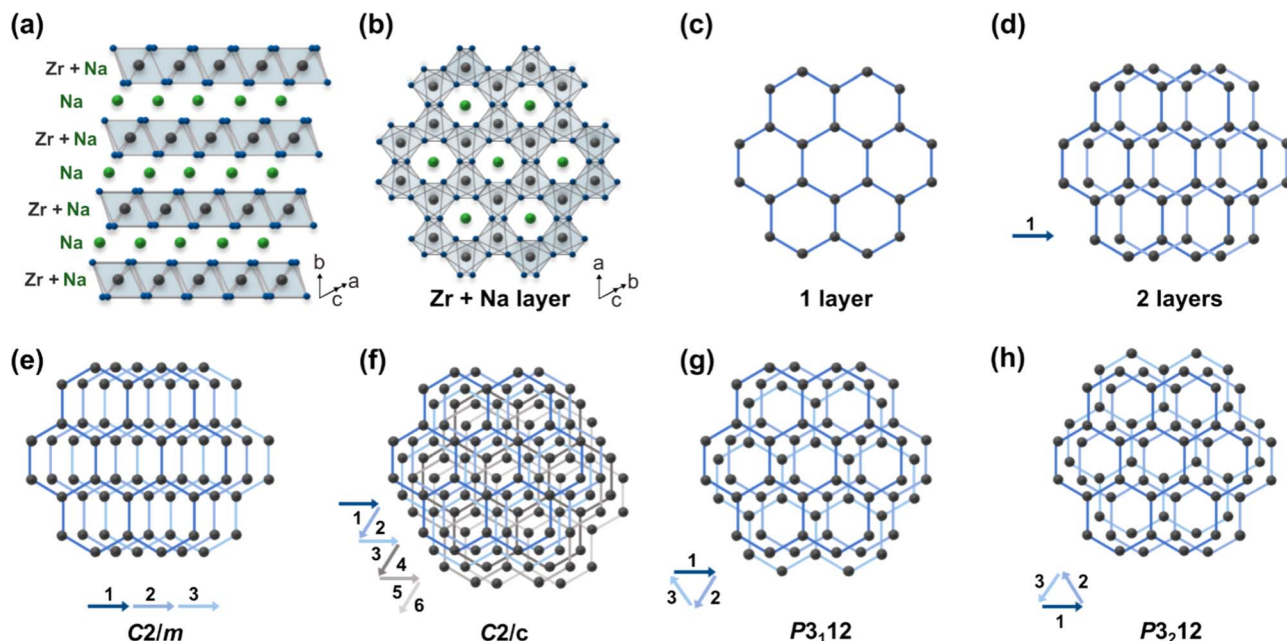 (a)
Zr + Na
Na
Zr + Na
Na
Zr + Na
Na
Zr + Na
b
a
c
(b)
a
b
c
Zr + Na layer
(c)
1 layer
(d)
1
2 layers
(e)
1 2 3
C2/m
(f)
1
2
3
4
5
6
C2/c
(g)
1
3 2
P3₁12
(h)
3 2
1
P3₂12